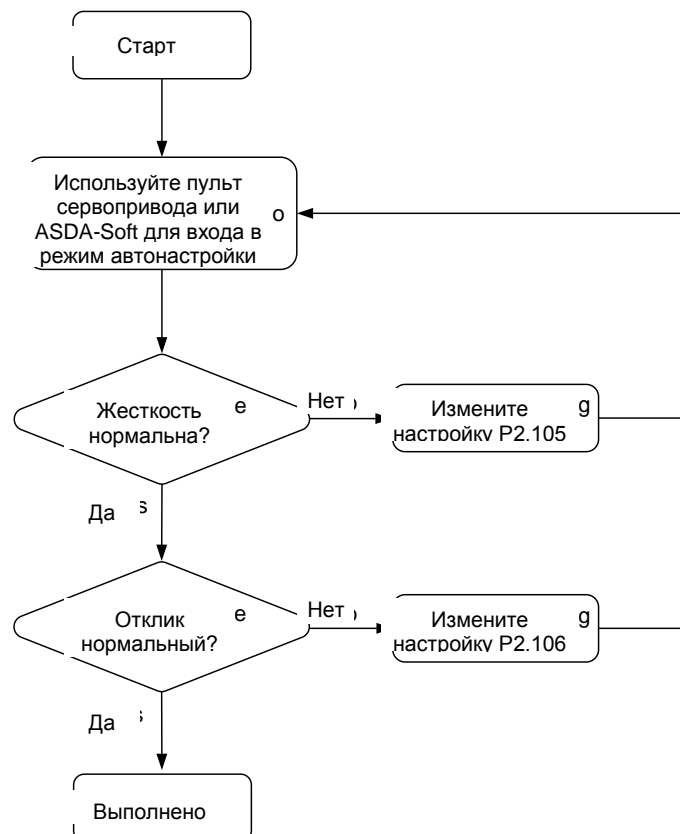 Старт
Используйте пульт
сервопривода или
ASDA-Soft для входа в
режим автонастройки
o
Жесткость
нормальна?
e
Нет
Измените
настройку P2.105
g
Да
s
Отклик
нормальный?
e
Нет
Измените
настройку P2.106
g
Да
Выполнено